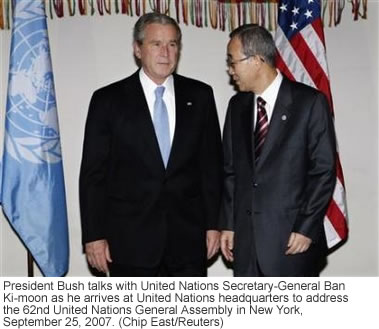 President Bush talks with United Nations Secretary-General Ban
Ki-moon as he arrives at United Nations headquarters to address
the 62nd United Nations General Assembly in New York,
September 25, 2007. (Chip East/Reuters)